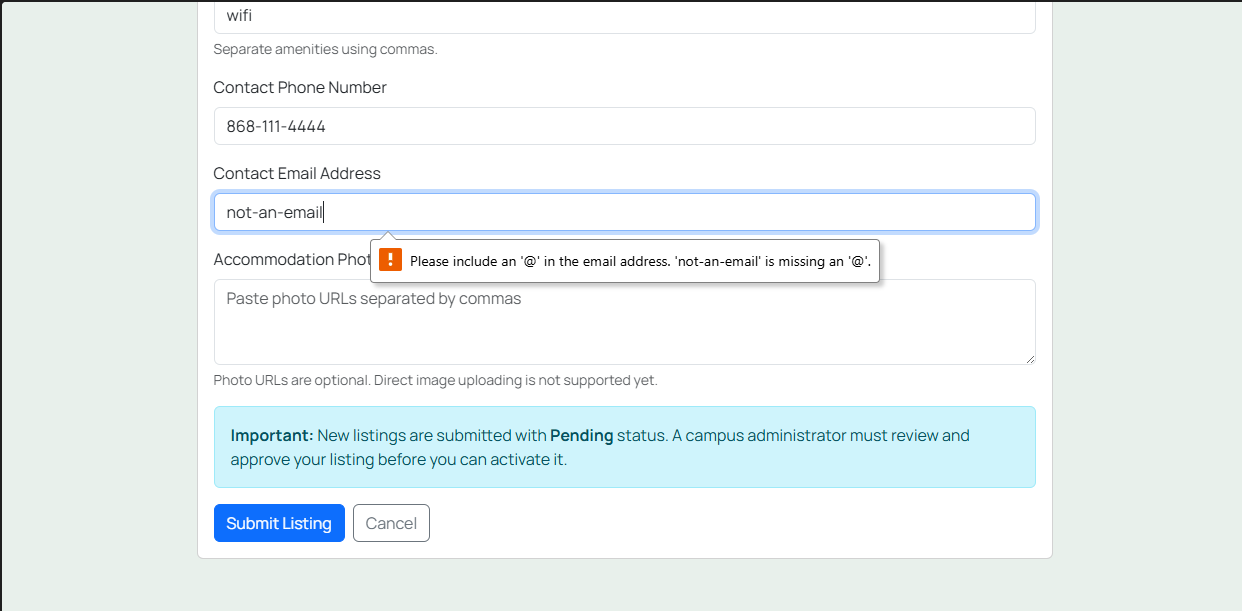 wifi
Separate amenities using commas.
Contact Phone Number
868-111-4444
Contact Email Address
not-an-email
Please include an '@' in the email address. 'not-an-email' is missing an '@'.
Accommodation Phot
Paste photo URLs separated by commas
Photo URLs are optional. Direct image uploading is not supported yet.
Important: New listings are submitted with Pending status. A campus administrator must review and
approve your listing before you can activate it.
Submit Listing
Cancel